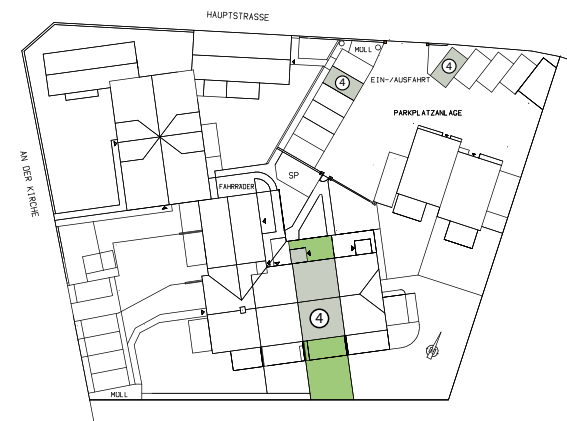 HAUPTSTRASSE
MÜLL
4
4
EIN-/AUSFAHRT
PARKPLATZANLAGE
AN DER KIRCHE
SP
FAHRRÄDER
4
MÜLL